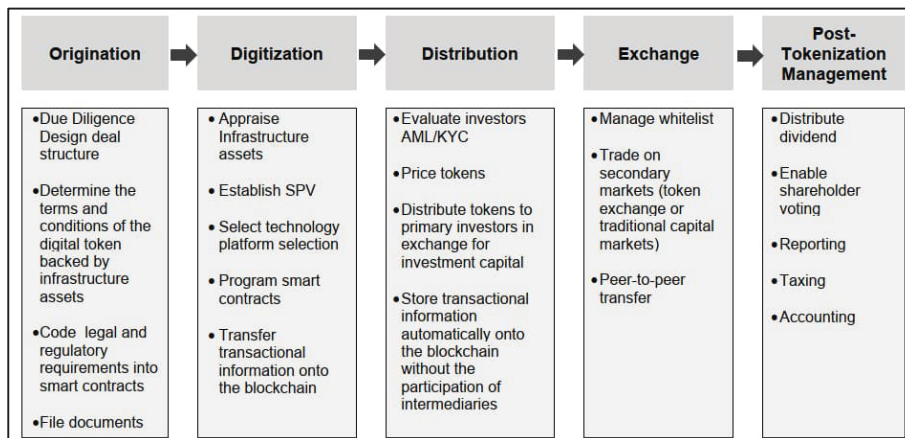 Origination
Digitization
Distribution
Exchange
Post-
Tokenization
Management
•Due Diligence
Design deal
structure
•Determine the
terms and
conditions of the
digital token
backed by
infrastructure
assets
•Code legal and
regulatory
requirements into
smart contracts
•File documents
• Appraise
Infrastructure
assets
• Establish SPV
• Select technology
platform selection
• Program smart
contracts
• Transfer
transactional
information onto
the blockchain
•Evaluate investors
AML/KYC
•Price tokens
•Distribute tokens to
primary investors in
exchange for
investment capital
•Store transactional
information
automatically onto
the blockchain
without the
participation of
intermediaries
•Manage whitelist
•Trade on
secondary
markets (token
exchange or
traditional capital
markets)
•Peer-to-peer
transfer
•Distribute
dividend
•Enable
shareholder
voting
•Reporting
•Taxing
•Accounting